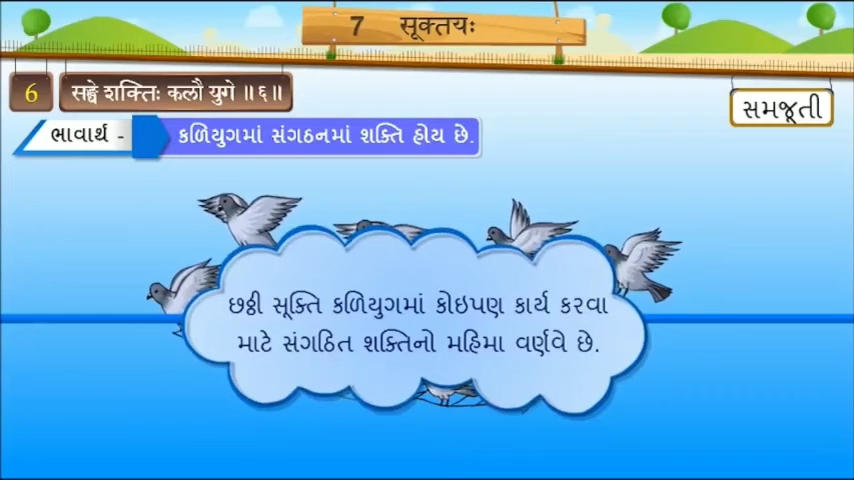 7 सूक्तयः
6 सङ्घे शक्तिः कलौ युगे ॥६॥
સમજૂતી
ભાવાર્થ - કળિયુગમાં સંગઠનમાં શક્તિ હોય છે.
છઠ્ઠી સૂક્તિ કળિયુગમાં કોઇપણ કાર્ય કરવા
માટે સંગઠિત શક્તિનો મહિમા વર્ણવે છે.